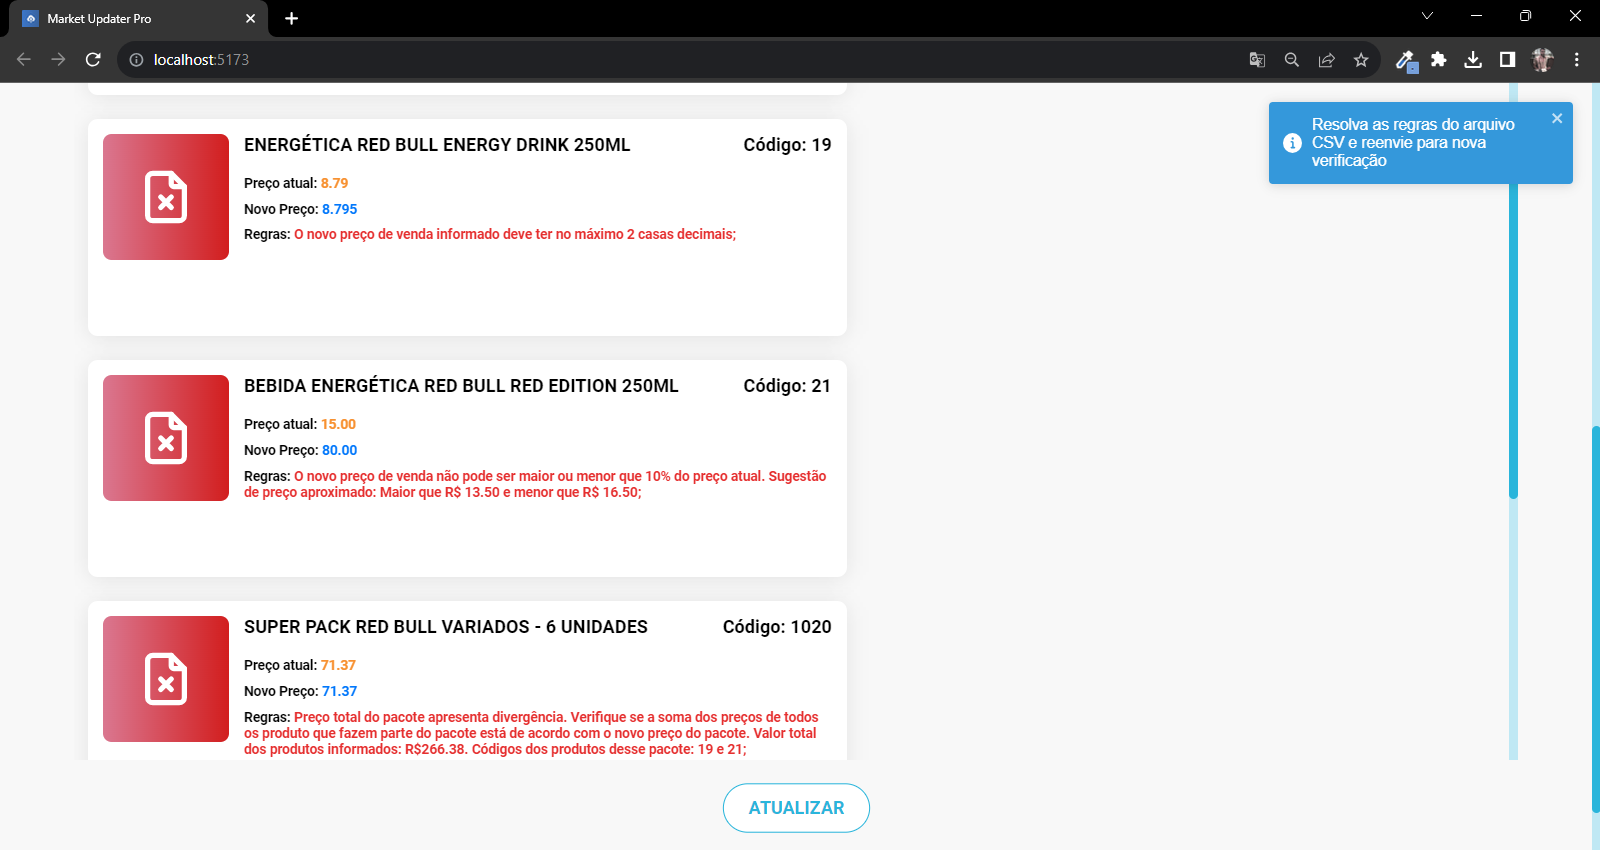 Market Updater Pro
localhost:5173
Resolva as regras do arquivo
CSV e reenvie para nova
verificação
ENERGÉTICA RED BULL ENERGY DRINK 250ML
Código: 19
Preço atual: 8.79
Novo Preço: 8.795
Regras: O novo preço de venda informado deve ter no máximo 2 casas decimais;
BEBIDA ENERGÉTICA RED BULL RED EDITION 250ML
Código: 21
Preço atual: 15.00
Novo Preço: 80.00
Regras: O novo preço de venda não pode ser maior ou menor que 10% do preço atual. Sugestão
de preço aproximado: Maior que R$ 13.50 e menor que R$ 16.50;
SUPER PACK RED BULL VARIADOS - 6 UNIDADES
Código: 1020
Preço atual: 71.37
Novo Preço: 71.37
Regras: Preço total do pacote apresenta divergência. Verifique se a soma dos preços de todos
os produto que fazem parte do pacote está de acordo com o novo preço do pacote. Valor total
dos produtos informados: R$266.38. Códigos dos produtos desse pacote: 19 e 21;
ATUALIZAR